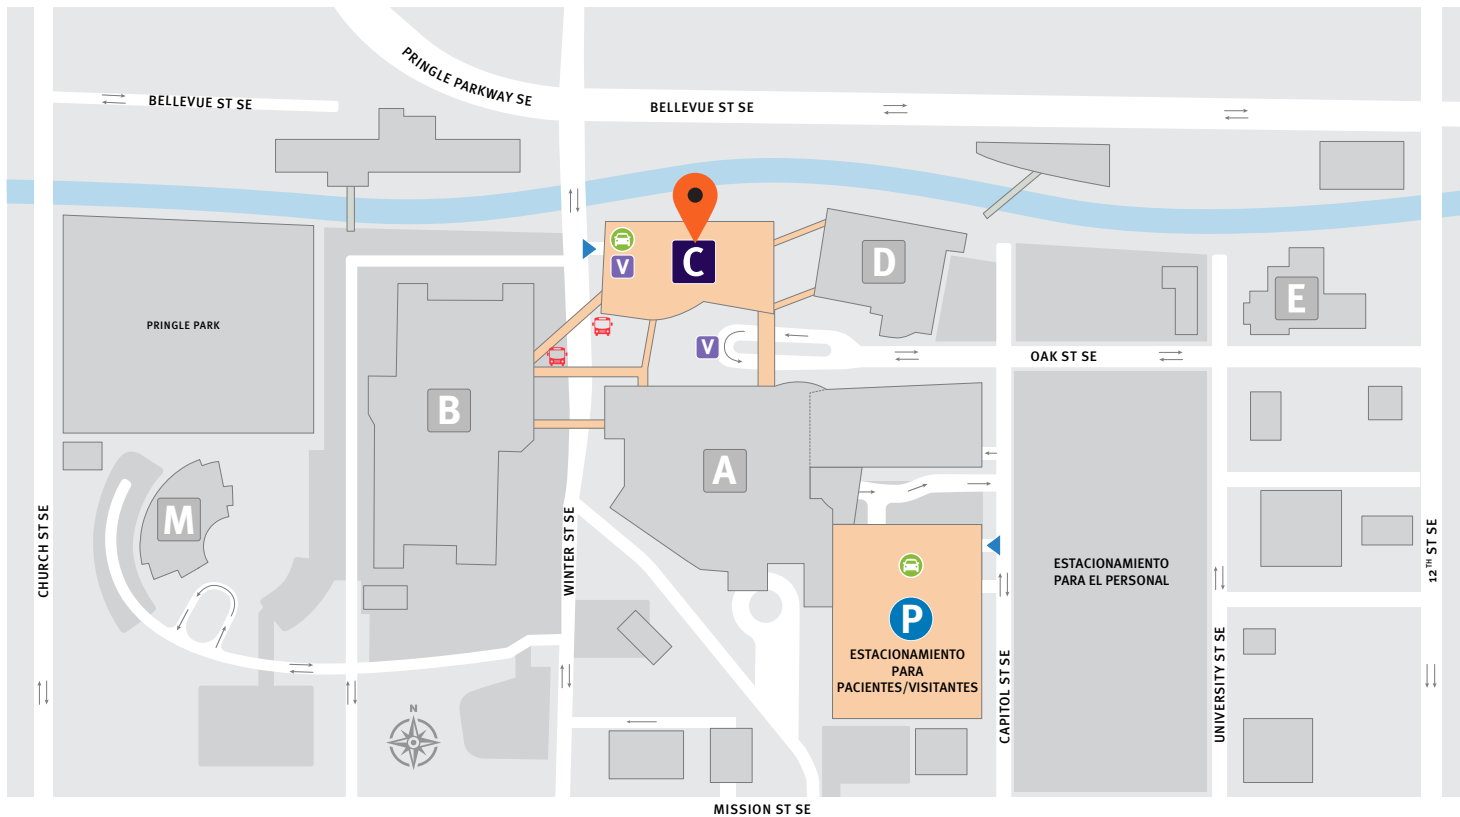 PRINGLE PARKWAY SE
BELLEVUE ST SE
BELLEVUE ST SE
V
C
D
E
PRINGLE PARK
V
OAK ST SE
B
A
M
CHURCH ST SE
WINTER ST SE
12TH ST SE
ESTACIONAMIENTO
PARA EL PERSONAL
P
ESTACIONAMIENTO
PARA
PACIENTES/VISITANTES
CAPITOL ST SE
UNIVERSITY ST SE
N
MISSION ST SE